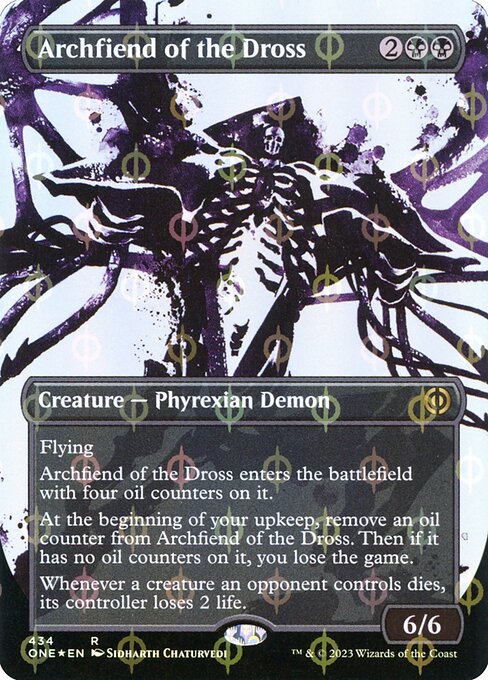 Archfiend of the Dross 2
Creature — Phyrexian Demon
Flying
Archfiend of the Dross enters the battlefield
with four oil counters on it.
At the beginning of your upkeep, remove an oil
counter from Archfiend of the Dross. Then if it
has no oil counters on it, you lose the game.
Whenever a creature an opponent controls dies,
its controller loses 2 life.
6/6
434 R
ONE★EN Sidharth Chaturvedi ™ & © 2023 Wizards of the Coast